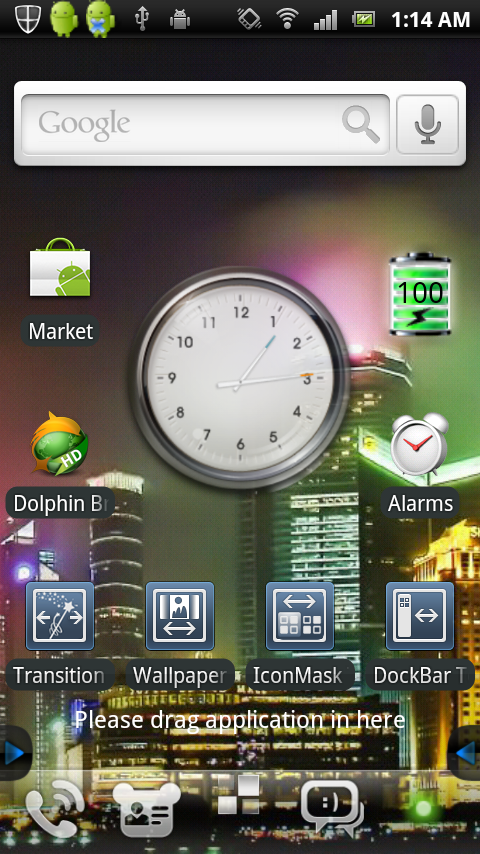 1:14 AM
Google
100
12
11
1
10
2
9
3
8
4
7
5
6
Market
HD
Dolphin Br
Alarms
Transition
Wallpaper
IconMask
DockBar T
Please drag application in here
:)